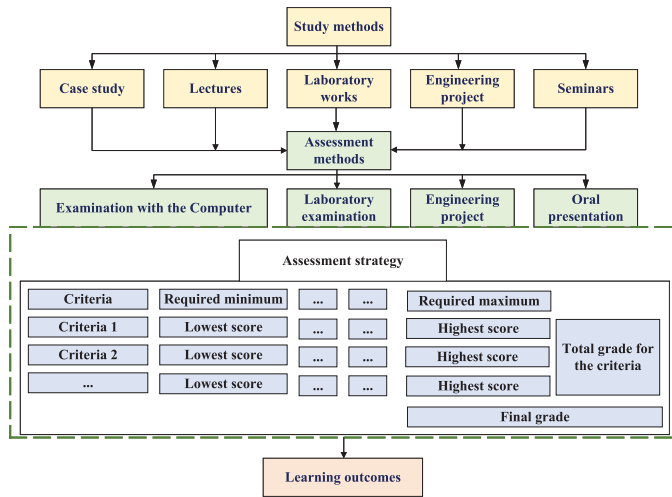 Study methods
Case study
Lectures
Laboratory
works
Engineering
project
Seminars
Assessment
methods
Examination with the Computer
Laboratory
examination
Engineering
project
Oral
presentation
Assessment strategy
Criteria Required minimum ... ... Required maximum
Criteria 1 Lowest score ... ... Highest score
Criteria 2 Lowest score ... ... Highest score
... Lowest score ... ... Highest score
Total grade for
the criteria
Final grade
Learning outcomes